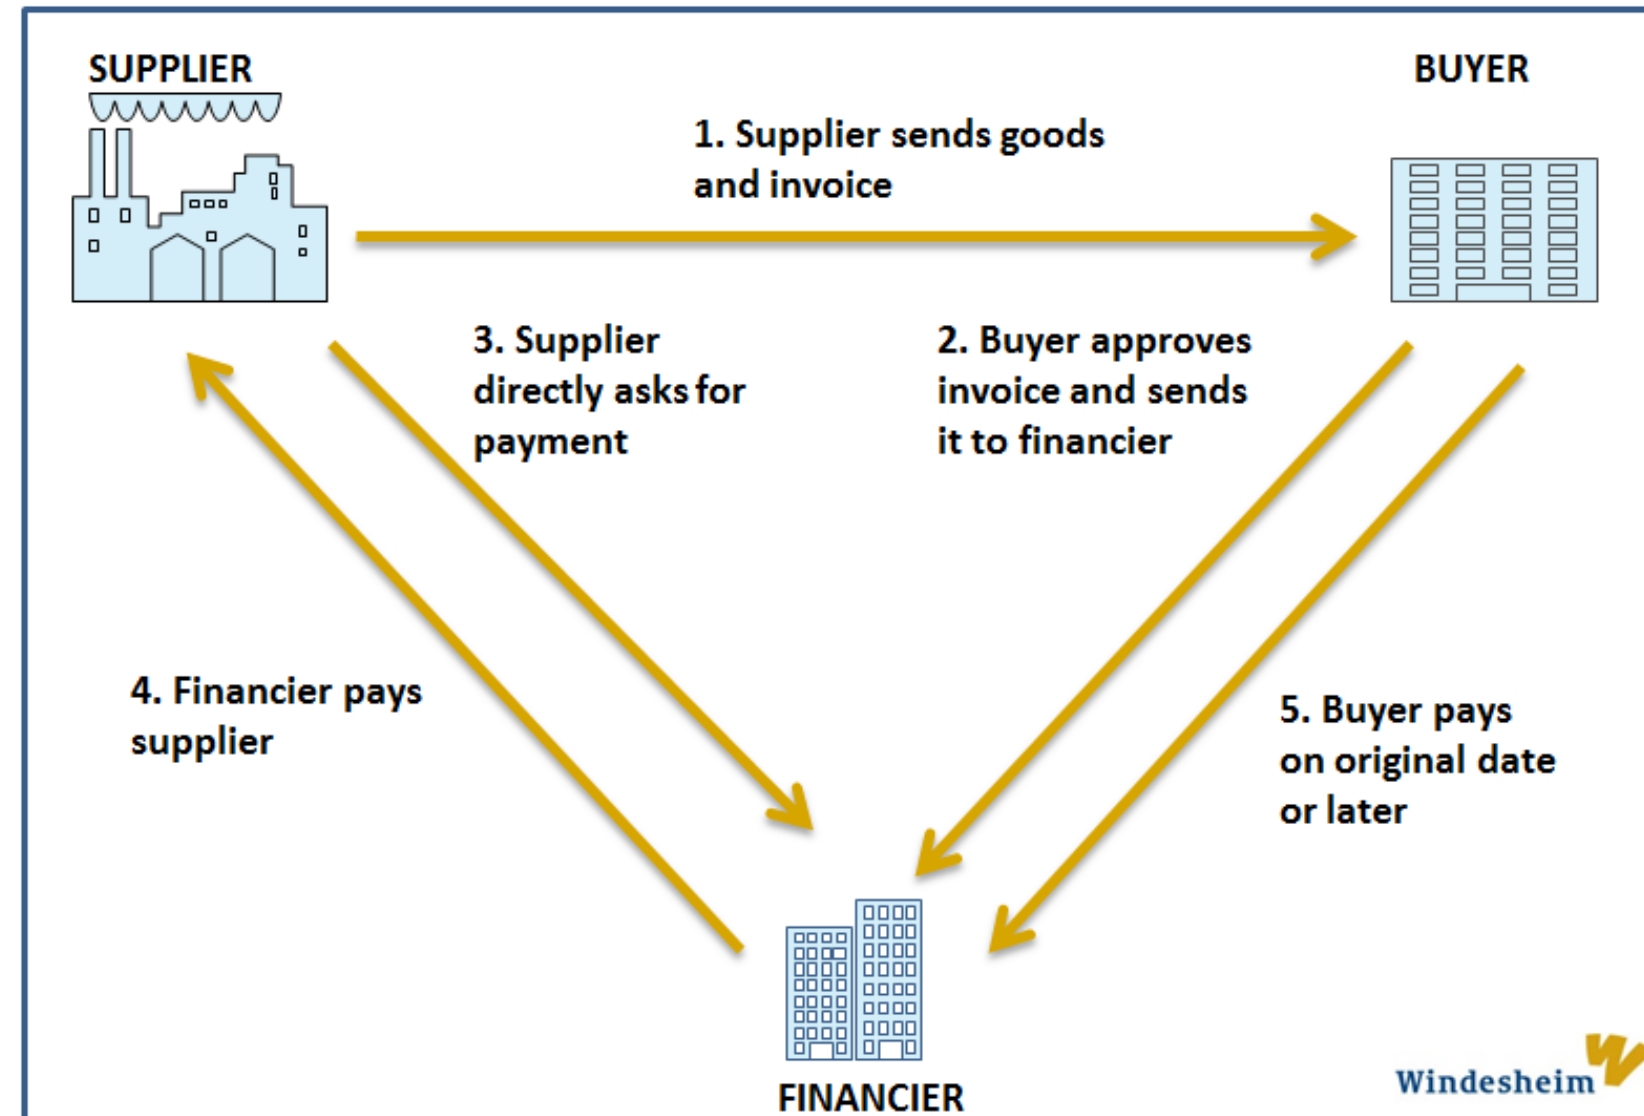 SUPPLIER
BUYER
1. Supplier sends goods
and invoice
3. Supplier
directly asks for
payment
2. Buyer approves
invoice and sends
it to financier
4. Financier pays
supplier
5. Buyer pays
on original date
or later
FINANCIER
Windesheim